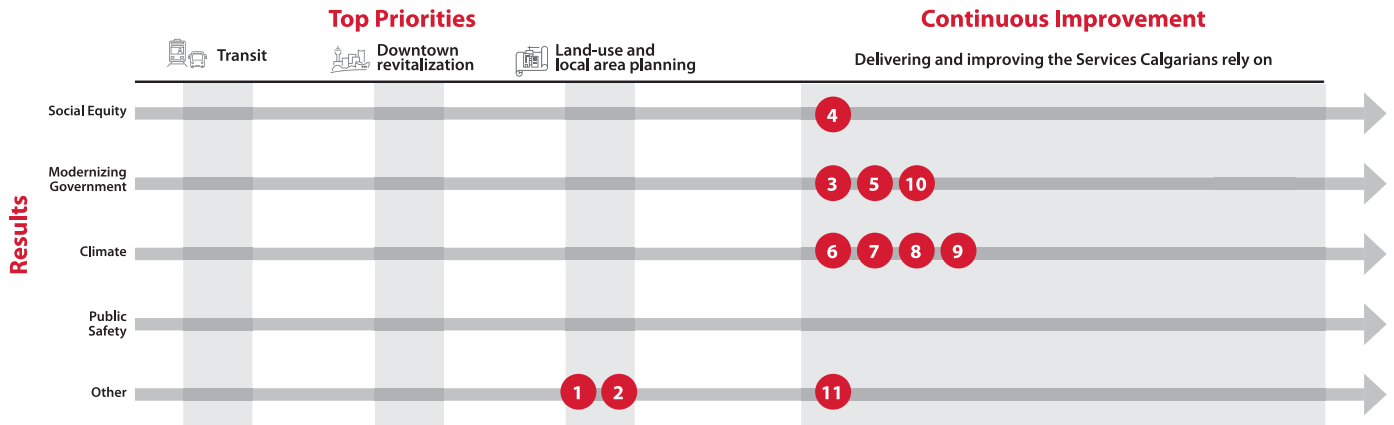 Top Priorities
Continuous Improvement
Transit
Downtown
revitalization
Land-use and
local area planning
Delivering and improving the Services Calgarians rely on
Results
Social Equity
4
Modernizing
Government
3 5 10
Climate
6 7 8 9
Public
Safety
Other
1 2 11